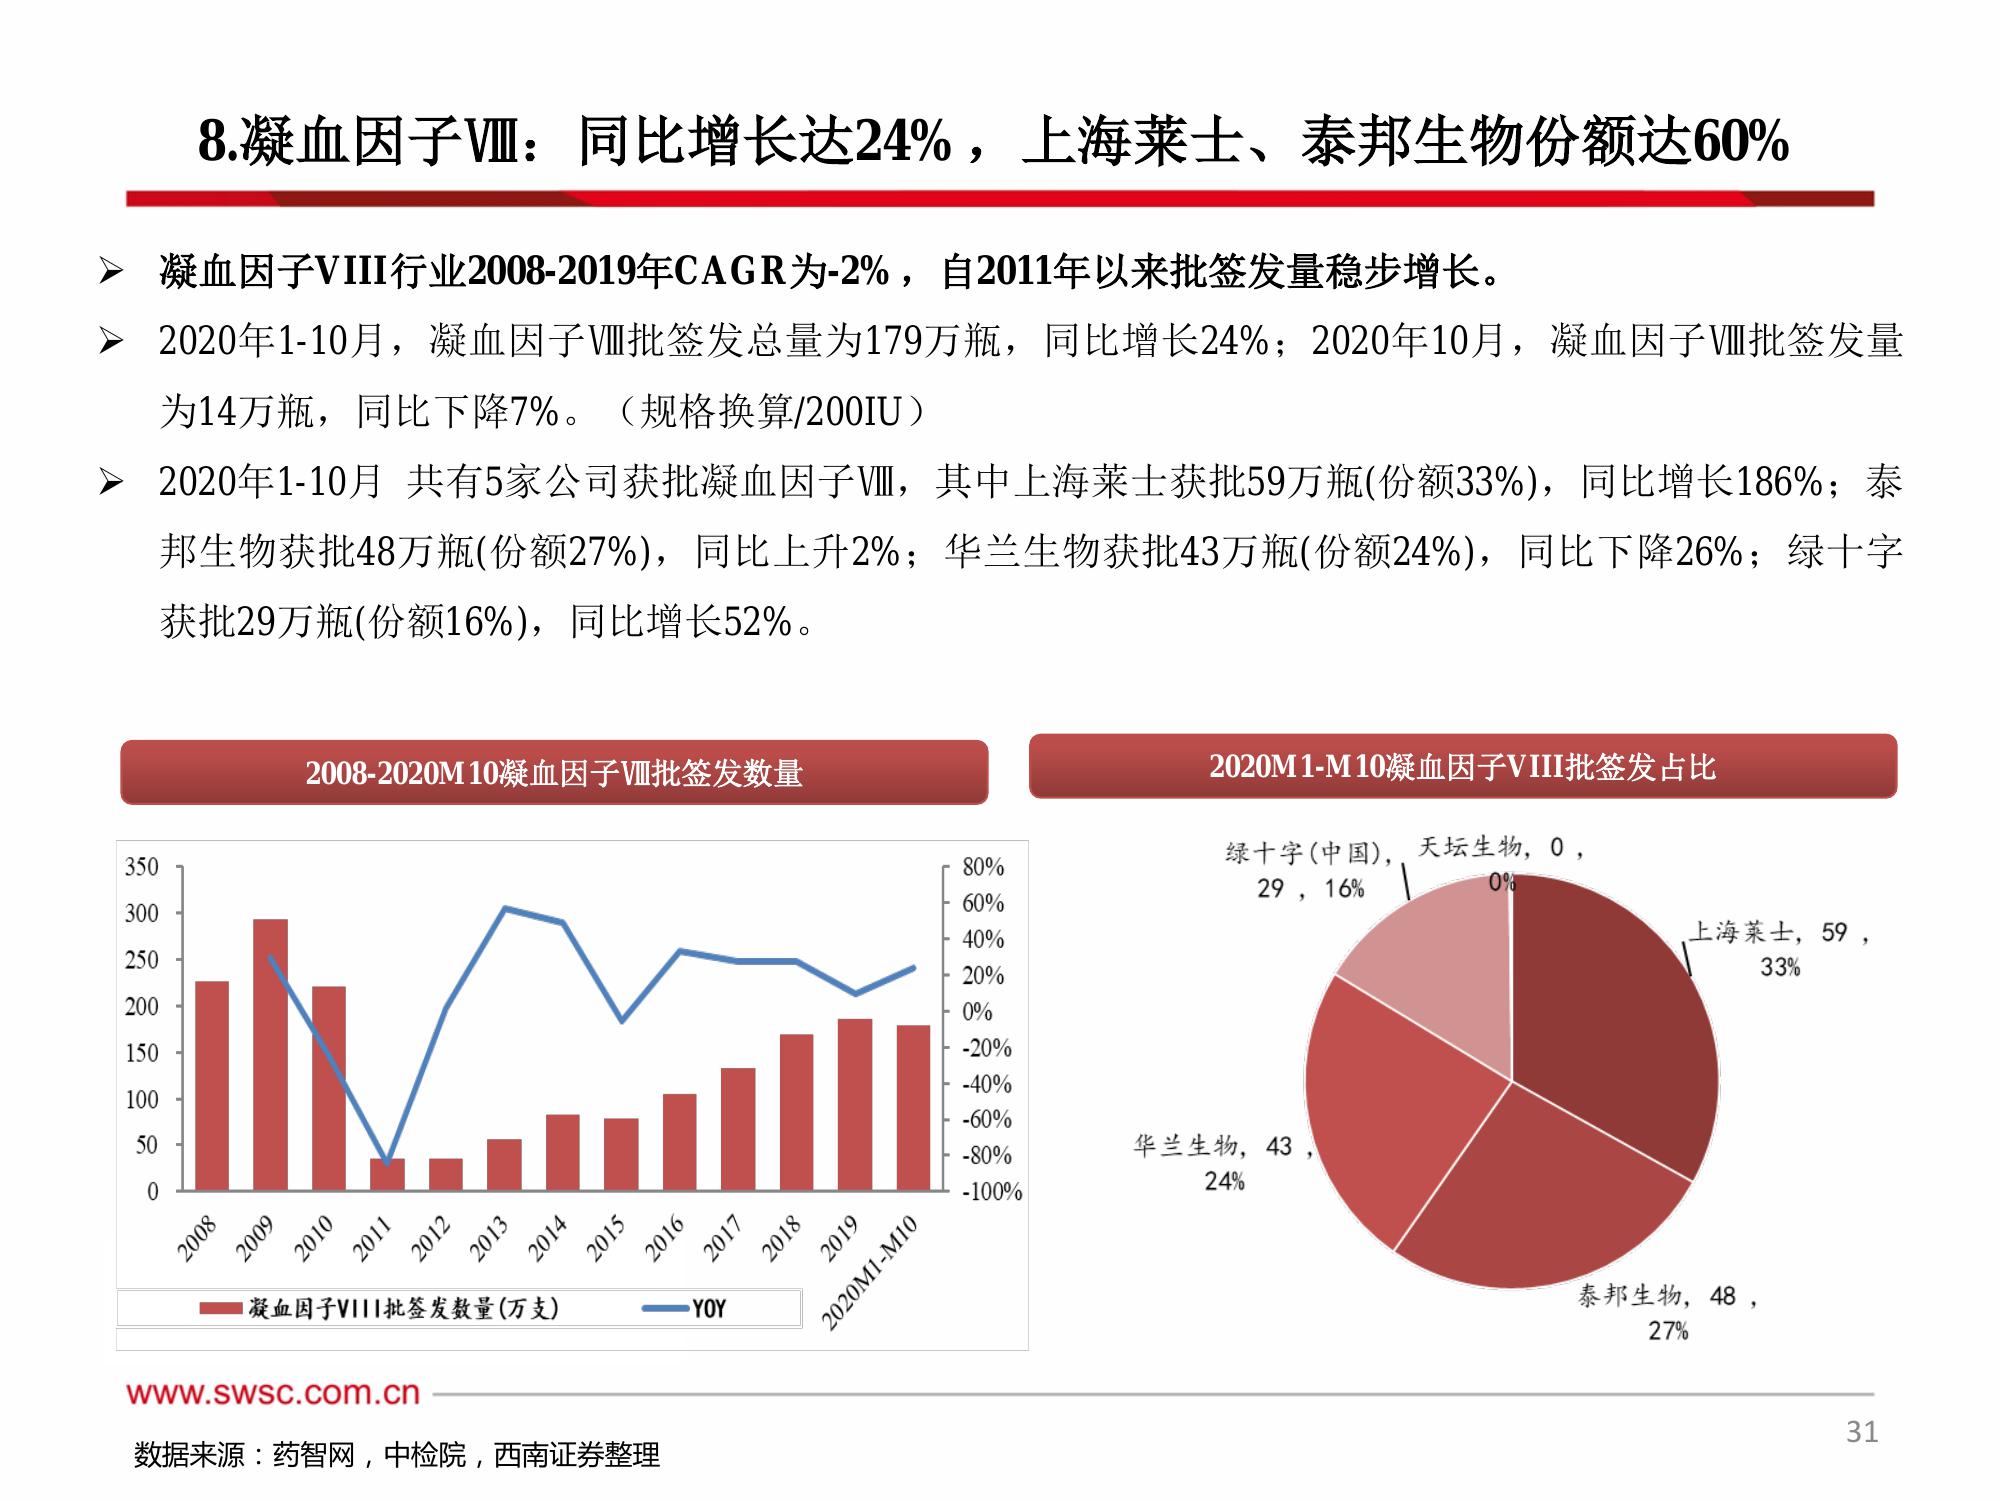 8.凝血因子Ⅷ：同比增长达24%，上海莱士、泰邦生物份额达60%
➢ 凝血因子VIII行业2008-2019年CAGR为-2%，自2011年以来批签发量稳步增长。
➢ 2020年1-10月，凝血因子Ⅷ批签发总量为179万瓶，同比增长24%；2020年10月，凝血因子Ⅷ批签发量
为14万瓶，同比下降7%。（规格换算/200IU）
➢ 2020年1-10月 共有5家公司获批凝血因子Ⅷ，其中上海莱士获批59万瓶(份额33%)，同比增长186%；泰
邦生物获批48万瓶(份额27%)，同比上升2%；华兰生物获批43万瓶(份额24%)，同比下降26%；绿十字
获批29万瓶(份额16%)，同比增长52%。
2008-2020M10凝血因子Ⅷ批签发数量
350
300
250
200
150
100
50
0
80%
60%
40%
20%
0%
-20%
-40%
-60%
-80%
-100%
2008
2009
2010
2011
2012
2013
2014
2015
2016
2017
2018
2019
2020M1-M10
凝血因子VIII批签发数量(万支)
YOY
2020M1-M10凝血因子VIII批签发占比
绿十字(中国)，
29 ，16%
天坛生物，0 ，
0%
上海莱士，59 ，
33%
华兰生物，43 ，
24%
泰邦生物，48 ，
27%
www.swsc.com.cn
31
数据来源：药智网，中检院，西南证券整理